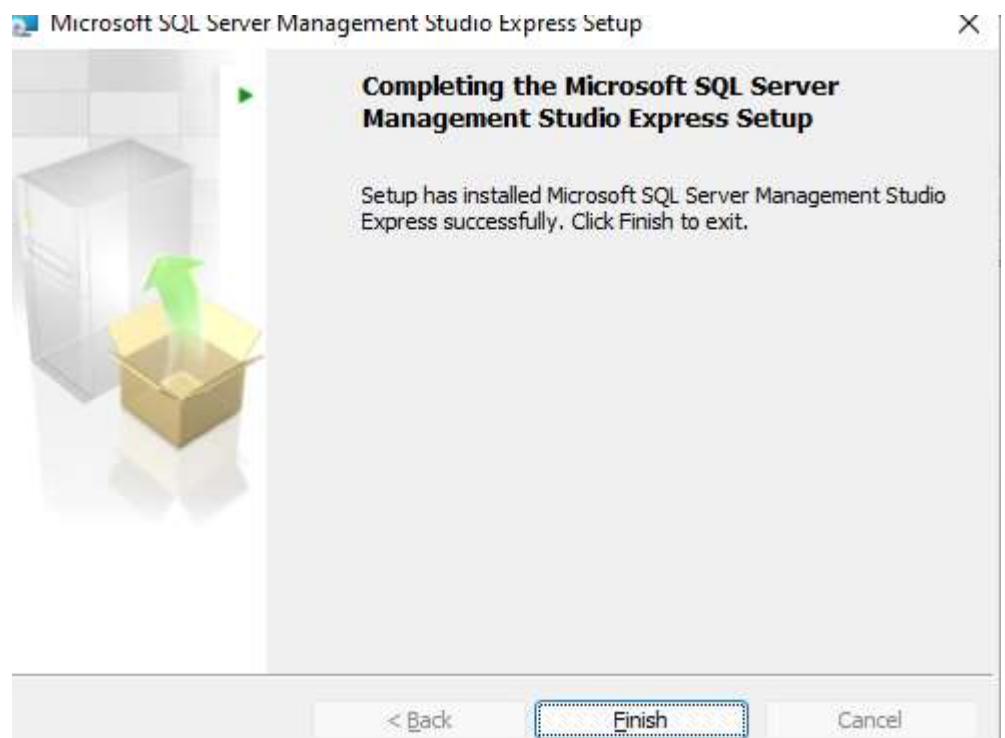 Microsoft SQL Server Management Studio Express Setup
Completing the Microsoft SQL Server
Management Studio Express Setup
Setup has installed Microsoft SQL Server Management Studio
Express successfully. Click Finish to exit.
< Back
Finish
Cancel